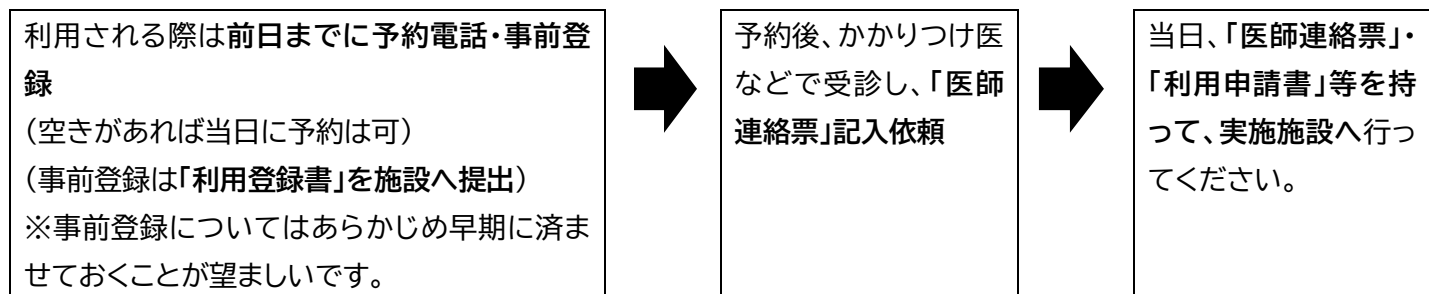 利用される際は前日までに予約電話・事前登
録
（空きがあれば当日に予約は可）
（事前登録は「利用登録書」を施設へ提出）
※事前登録についてはあらかじめ早期に済ま
せておくことが望ましいです。
予約後、かかりつけ医
などで受診し、「医師
連絡票」記入依頼
当日、「医師連絡票」・
「利用申請書」等を持
って、実施施設へ行っ
てください。